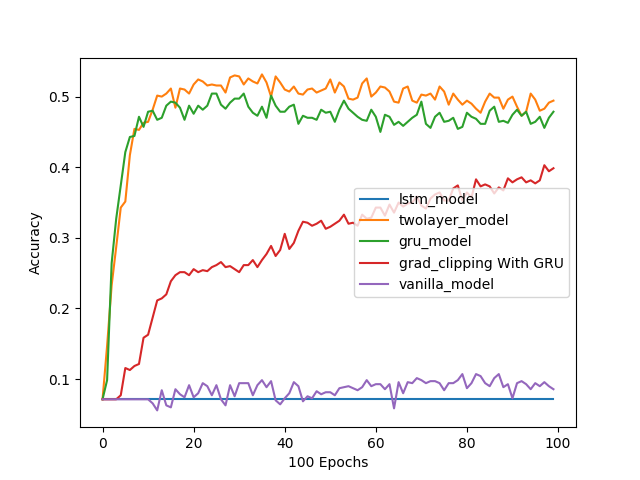 0.5
0.4
0.3
0.2
0.1
Accuracy
lstm_model
twolayer_model
gru_model
grad_clipping With GRU
vanilla_model
0 20 40 60 80 100
100 Epochs